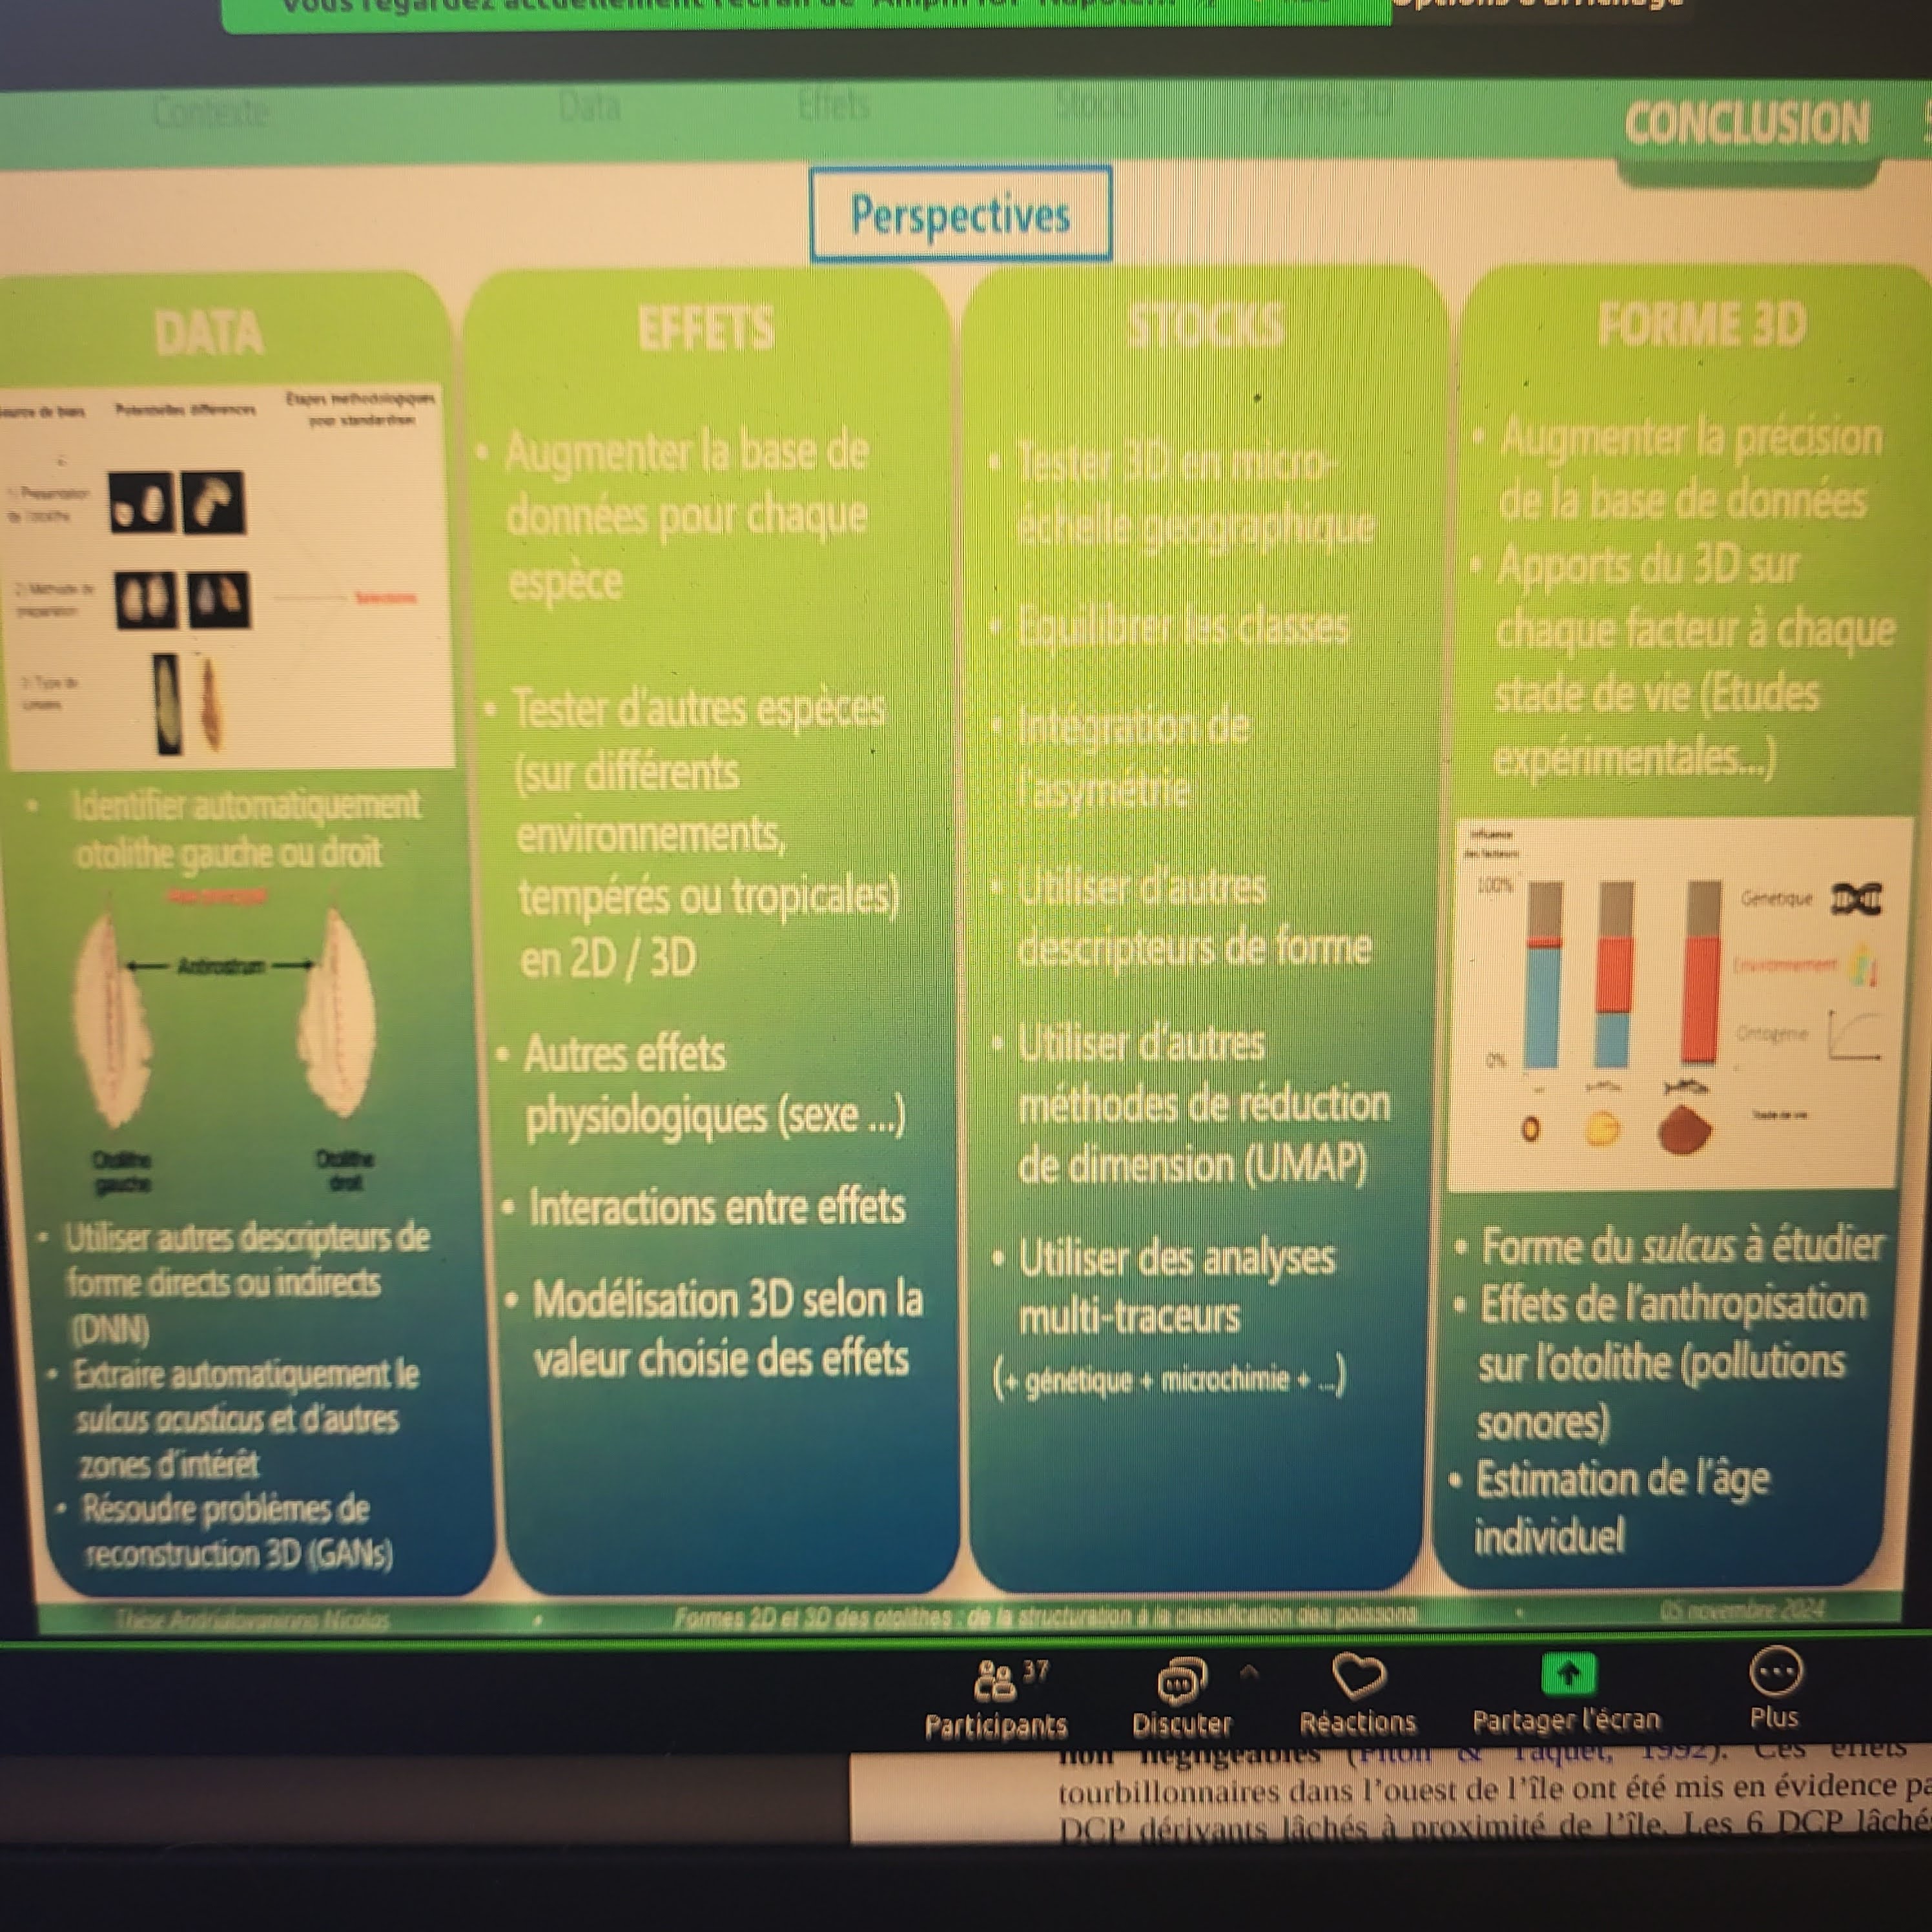 Vous regardez actuellement l'écran de
Options d'affichage
Contexte
Data
Effets
Stocks
Forme 3D
CONCLUSION
Perspectives
DATA
Source de biais
Potentielles différences
Etapes méthodologiques
pour standardiser
1) Présentation
de l'otolithe
2) Méthode de
préparation
3) Type de
• Identifier automatiquement
otolithe gauche ou droit
Antirostrum
Otolithe
gauche
Otolithe
droit
• Utiliser autres descripteurs de
forme directs ou indirects
(DNN)
• Extraire automatiquement le
sulcus acusticus et d'autres
zones d'intérêt
• Résoudre problèmes de
reconstruction 3D (GANs)
EFFETS
• Augmenter la base de
données pour chaque
espèce
• Tester d'autres espèces
(sur différents
environnements,
tempérés ou tropicales)
en 2D / 3D
• Autres effets
physiologiques (sexe ...)
• Interactions entre effets
• Modélisation 3D selon la
valeur choisie des effets
STOCKS
• Tester 3D en micro-
échelle géographique
• Equilibrer les classes
• Intégration de
l'asymétrie
• Utiliser d'autres
descripteurs de forme
• Utiliser d'autres
méthodes de réduction
de dimension (UMAP)
• Utiliser des analyses
multi-traceurs
(+ génétique + microchimie + ...)
FORME 3D
• Augmenter la précision
de la base de données
• Apports du 3D sur
chaque facteur à chaque
stade de vie (Etudes
expérimentales...)
Influence
des facteurs
100%
0%
Génétique
Environnement
Ontogénie
Stade de vie
• Forme du sulcus à étudier
• Effets de l'anthropisation
sur l'otolithe (pollutions
sonores)
• Estimation de l'âge
individuel
Thèse Andrialovanirina Nicolas
• Formes 2D et 3D des otolithes : de la structuration à la classification des poissons •
05 novembre 2024
37
Participants
Discuter
Réactions
Partager l'écran
Plus
non négligeables (Piton & Taquet, 1992). Ces effets
tourbillonnaires dans l'ouest de l'île ont été mis en évidence
DCP dérivants lâchés à proximité de l'île. Les 6 DCP